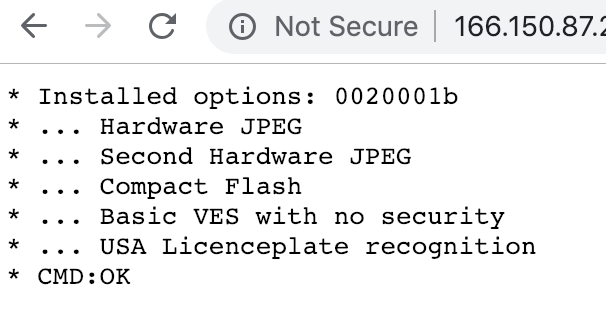 Not Secure 166.150.87.2
* Installed options: 0020001b
* ... Hardware JPEG
* ... Second Hardware JPEG
* ... Compact Flash
* ... Basic VES with no security
* ... USA Licenceplate recognition
* CMD:OK